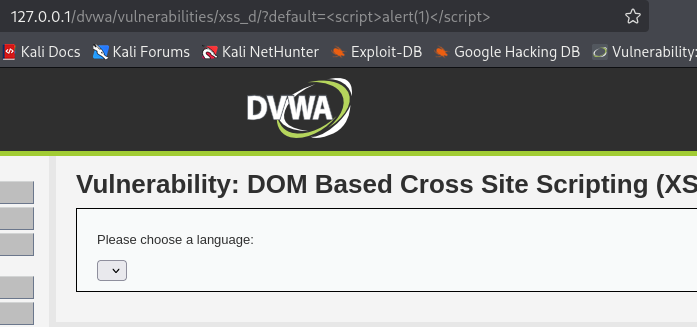 127.0.0.1/dvwa/vulnerabilities/xss_d/?default=<script>alert(1)</script>
Kali Docs Kali Forums Kali NetHunter Exploit-DB Google Hacking DB Vulnerability:
DVWA
Vulnerability: DOM Based Cross Site Scripting (XS
Please choose a language: